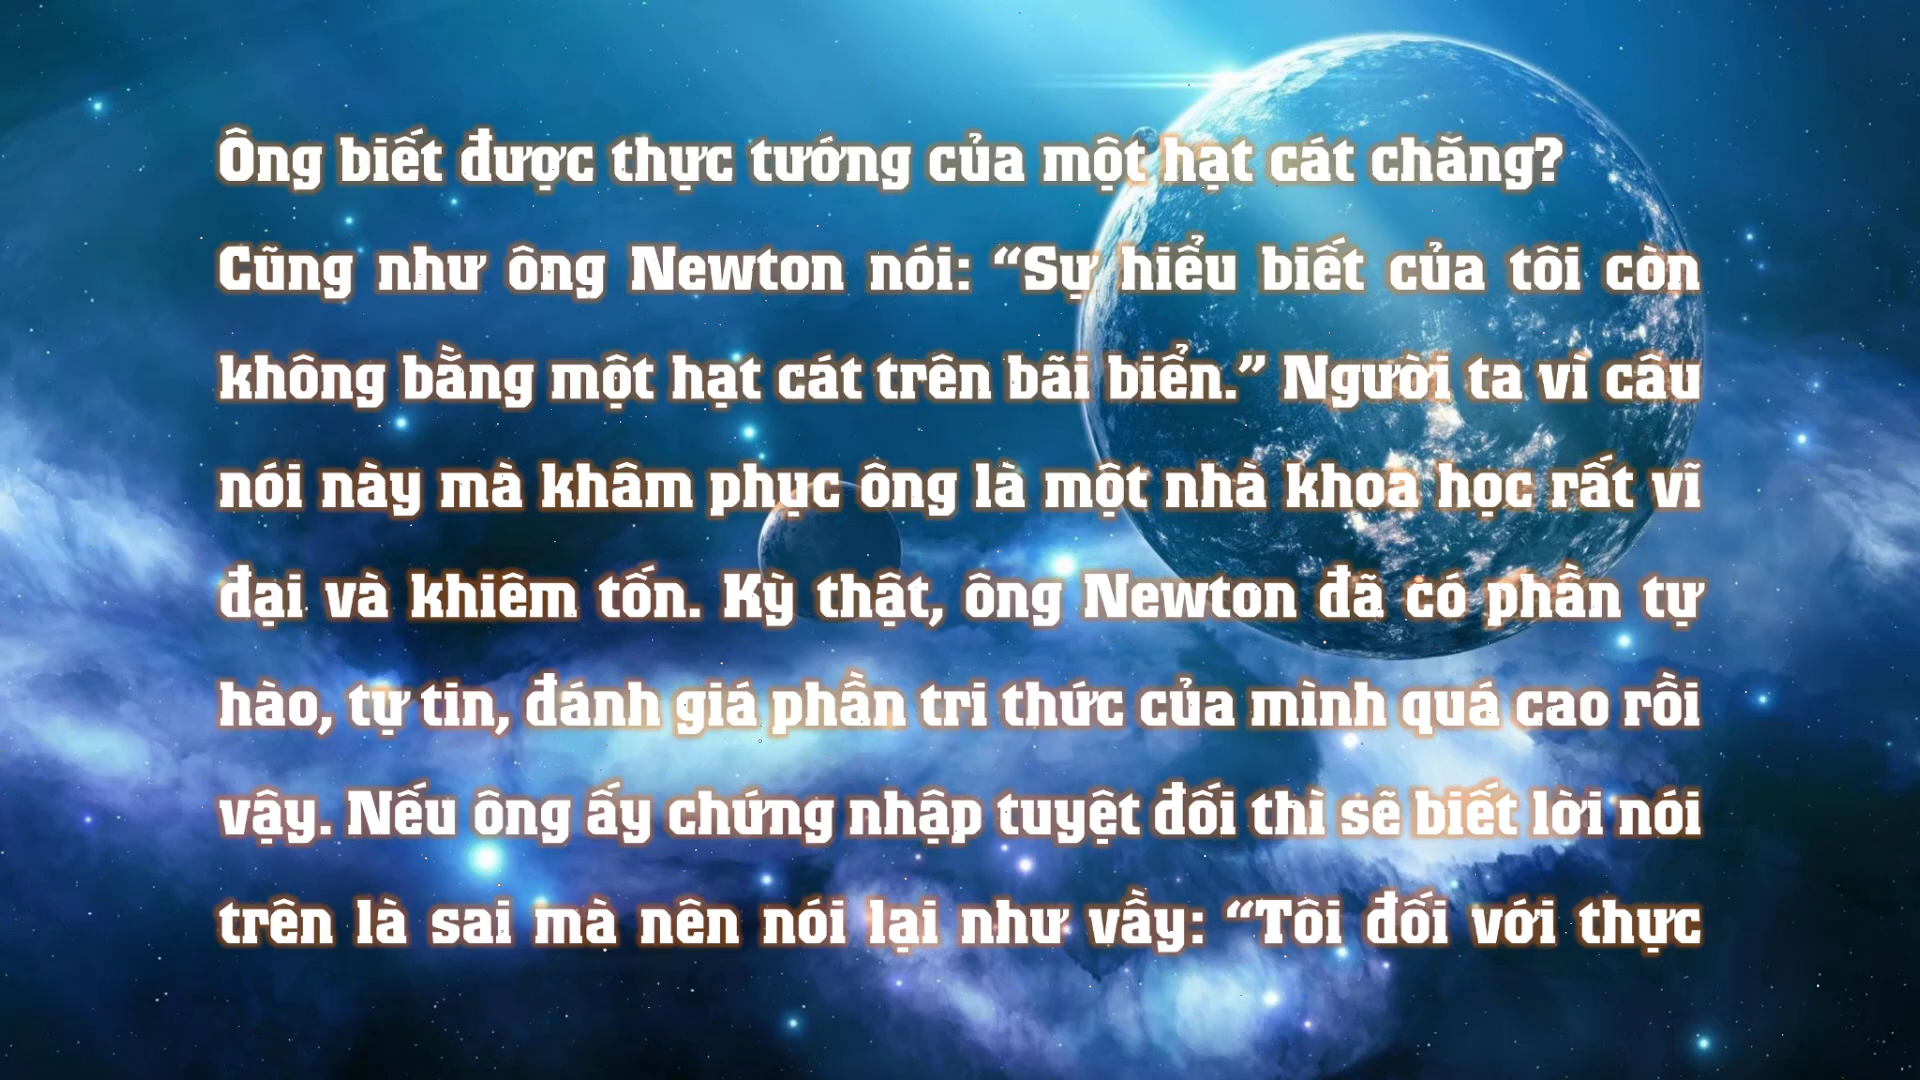 Ông biết được thực tướng của một hạt cát chăng?
Cũng như ông Newton nói: “Sự hiểu biết của tôi còn
không bằng một hạt cát trên bãi biển.” Người ta vì câu
nói này mà khâm phục ông là một nhà khoa học rất vĩ
đại và khiêm tốn. Kỳ thật, ông Newton đã có phần tự
hào, tự tin, đánh giá phần tri thức của mình quá cao rồi
vậy. Nếu ông ấy chứng nhập tuyệt đối thì sẽ biết lời nói
trên là sai mà nên nói lại như vầy: “Tôi đối với thực